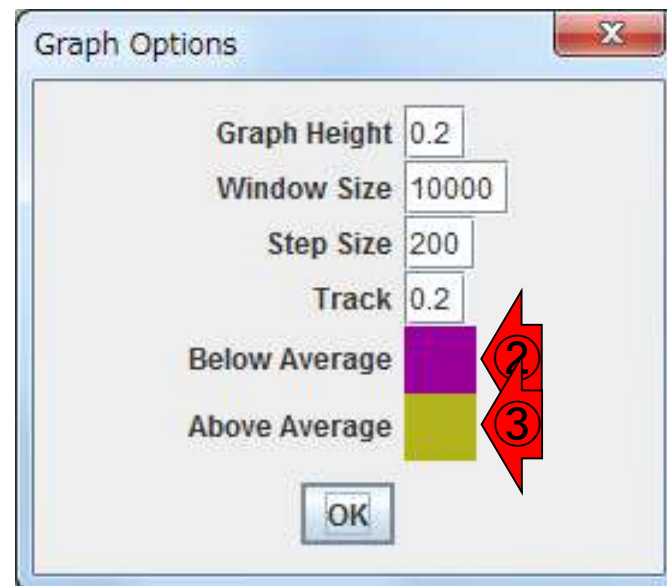 Graph Options
Graph Height 0.2
Window Size 10000
Step Size 200
Track 0.2
Below Average ②
Above Average ③
OK